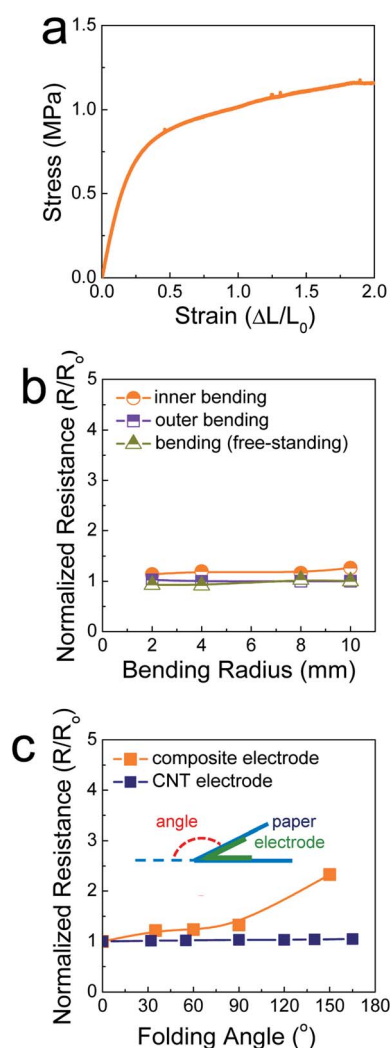 a
Stress (MPa)
1.5
1.0
0.5
0.0
0.0 0.5 1.0 1.5 2.0
Strain (ΔL/L0)
b
Normalized Resistance (R/Ro)
5
4
3
2
1
0
inner bending
outer bending
bending (free-standing)
0 2 4 6 8 10
Bending Radius (mm)
c
Normalized Resistance (R/Ro)
5
4
3
2
1
0
composite electrode
CNT electrode
angle
paper
electrode
0 30 60 90 120 150 180
Folding Angle (o)